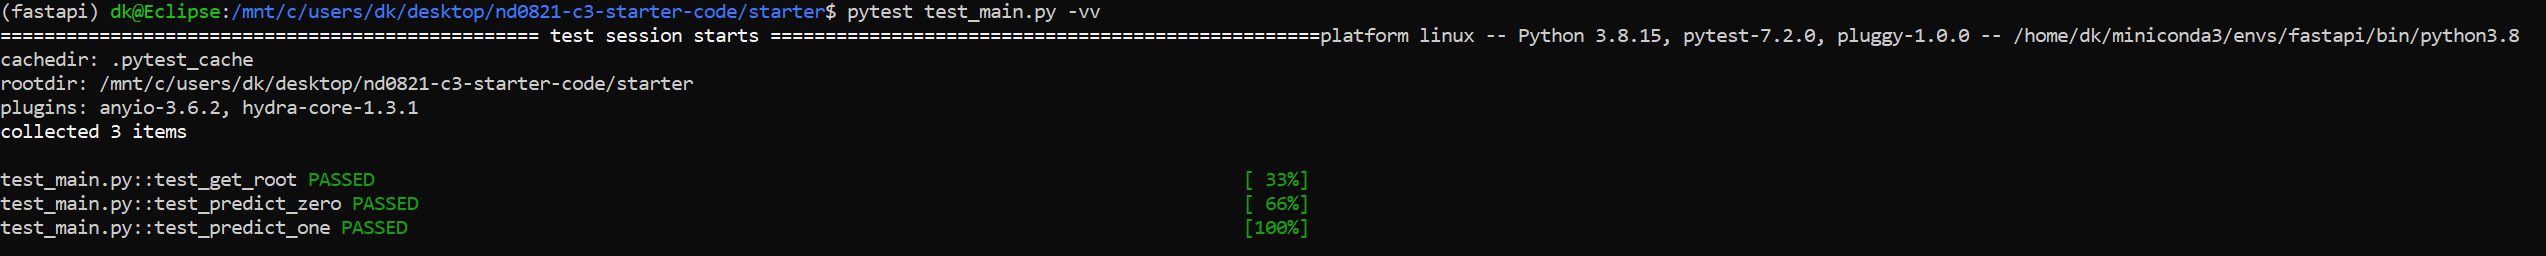 (fastapi) dk@Eclipse:/mnt/c/users/dk/desktop/nd0821-c3-starter-code/starter$ pytest test_main.py -vv
================================================= test session starts ==================================================platform linux -- Python 3.8.15, pytest-7.2.0, pluggy-1.0.0 -- /home/dk/miniconda3/envs/fastapi/bin/python3.8
cachedir: .pytest_cache
rootdir: /mnt/c/users/dk/desktop/nd0821-c3-starter-code/starter
plugins: anyio-3.6.2, hydra-core-1.3.1
collected 3 items
test_main.py::test_get_root PASSED [ 33%]
test_main.py::test_predict_zero PASSED [ 66%]
test_main.py::test_predict_one PASSED [100%]